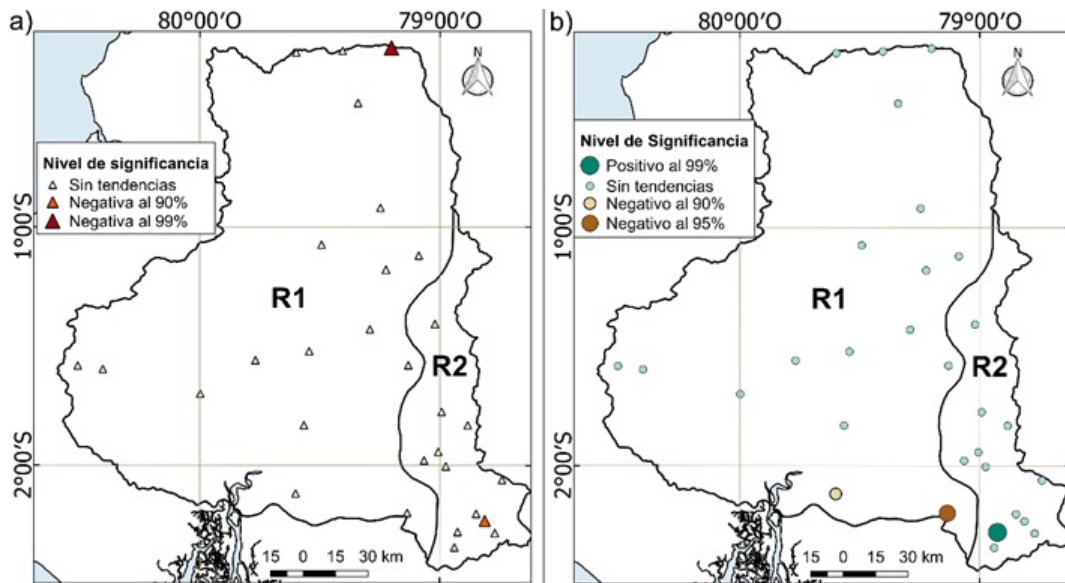 a)
80°00'0
79°00'0
N
Nivel de significancia
Sin tendencias
Negativa al 90%
Negativa al 99%
1°00'S
R1
R2
2°00'S
15 0 15 30 km
b)
80°00'O
79°00'O
N
Nivel de Significancia
Positivo al 99%
Sin tendencias
Negativo al 90%
Negativo al 95%
1°00'S
R1
R2
2°00'S
15 0 15 30 km